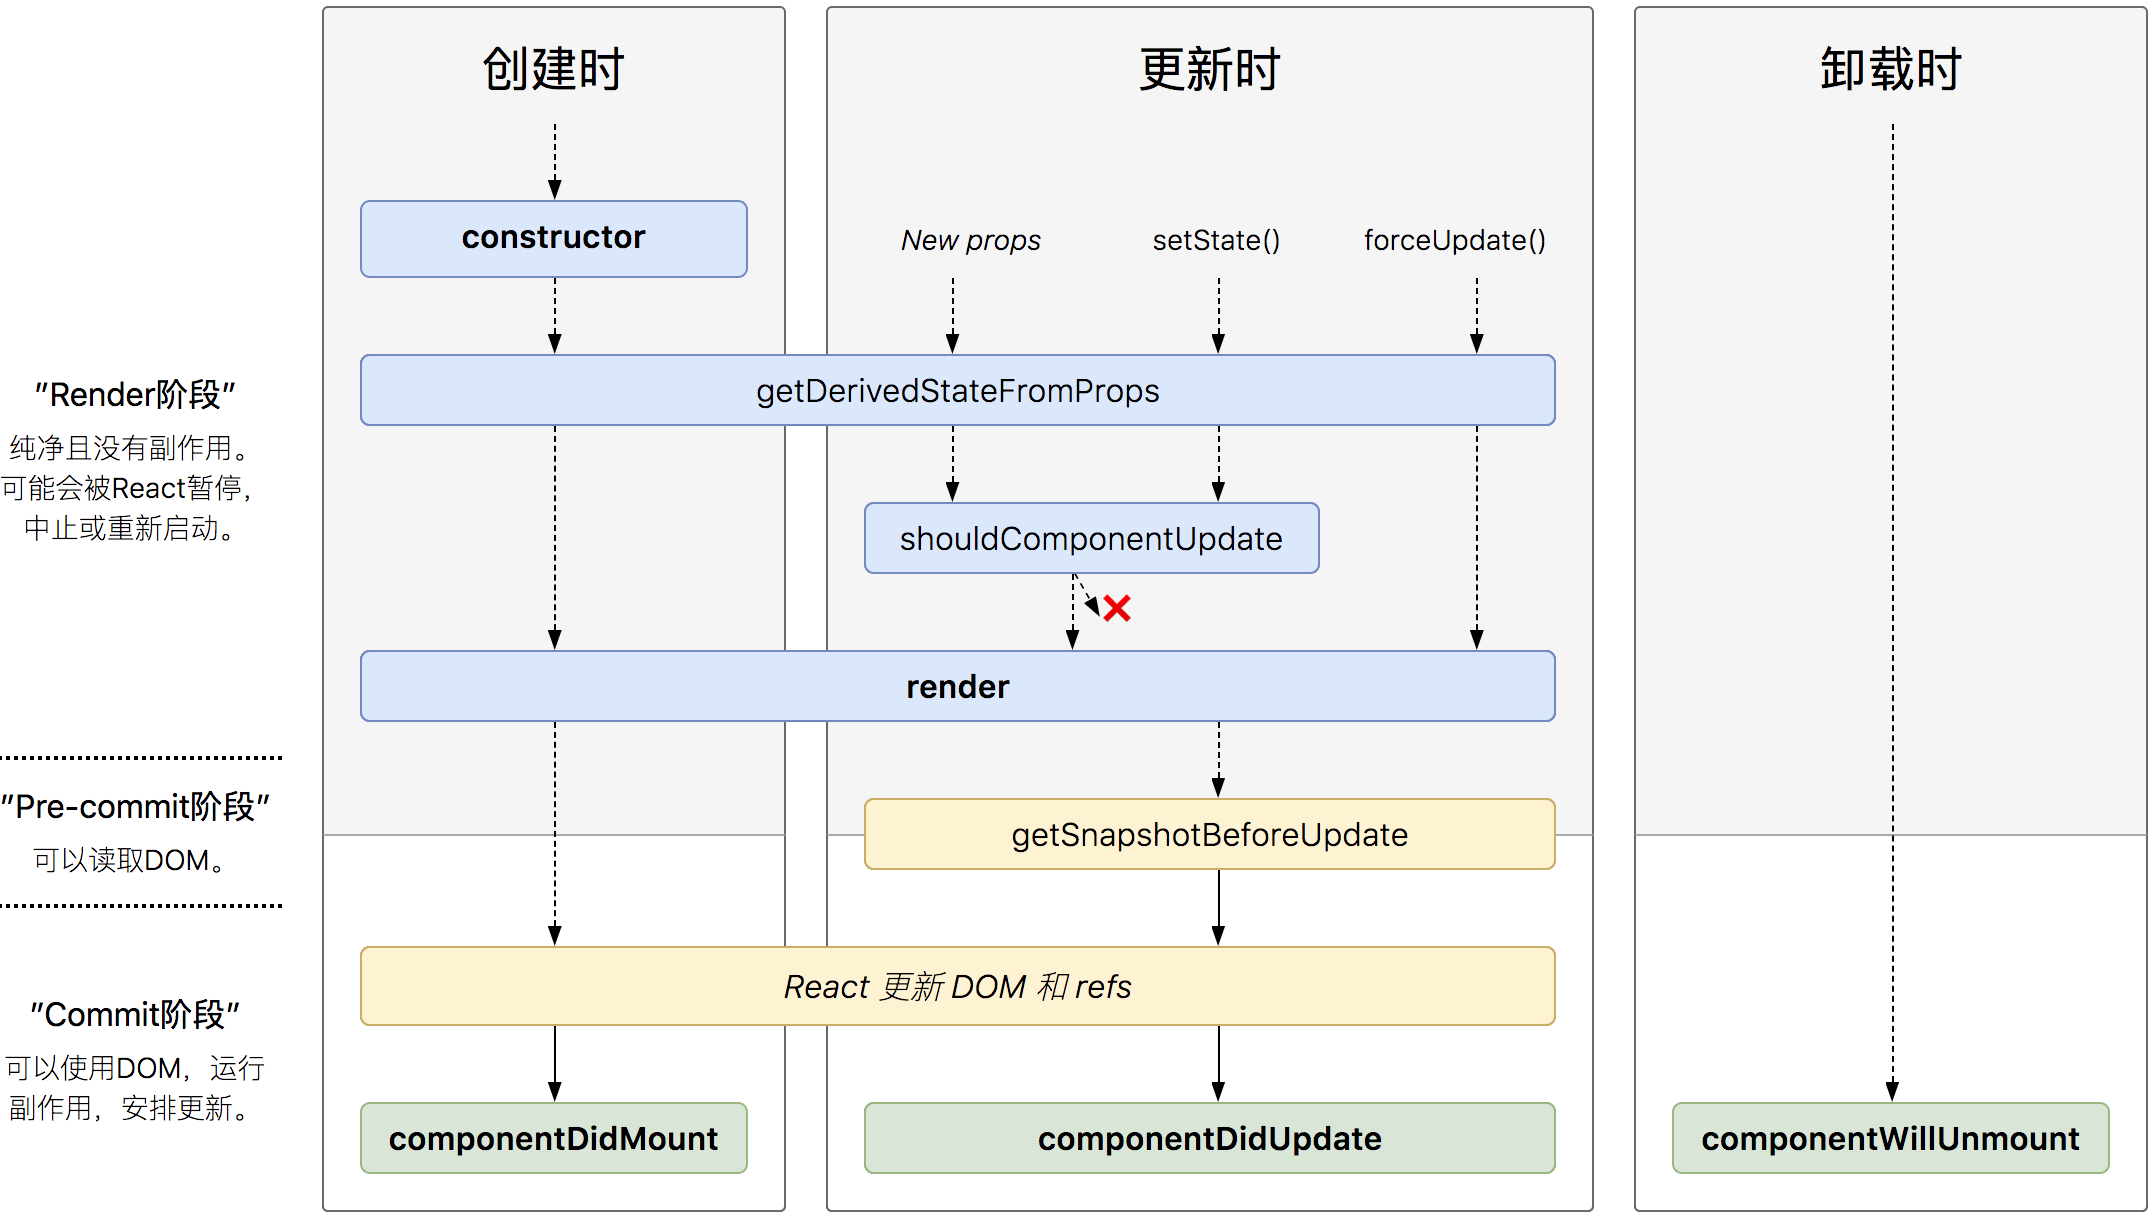 创建时
更新时
卸载时
constructor
New props
setState()
forceUpdate()
getDerivedStateFromProps
"Render阶段"
纯净且没有副作用。
可能会被React暂停，
中止或重新启动。
shouldComponentUpdate
render
"Pre-commit阶段"
可以读取DOM。
getSnapshotBeforeUpdate
React 更新 DOM 和 refs
"Commit阶段"
可以使用DOM，运行
副作用，安排更新。
componentDidMount
componentDidUpdate
componentWillUnmount